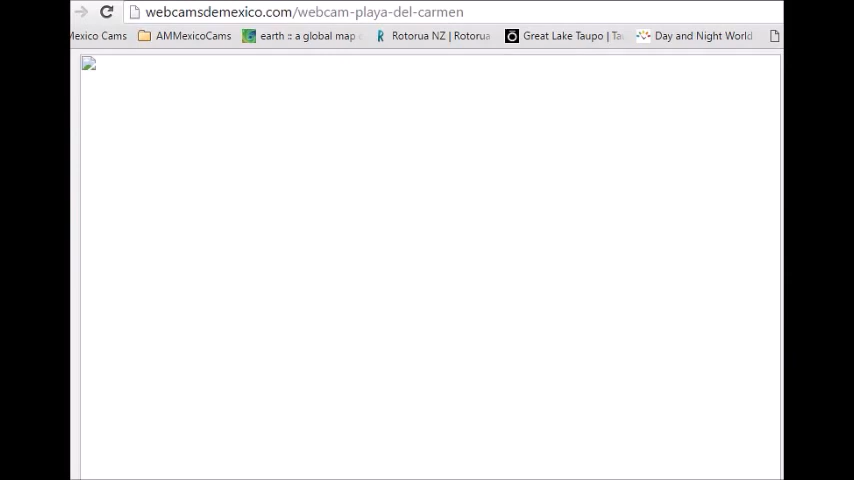 webcamsdemexico.com/webcam-playa-del-carmen
Mexico Cams AMMexicoCams earth :: a global map Rotorua NZ | Rotorua Great Lake Taupo | Day and Night World